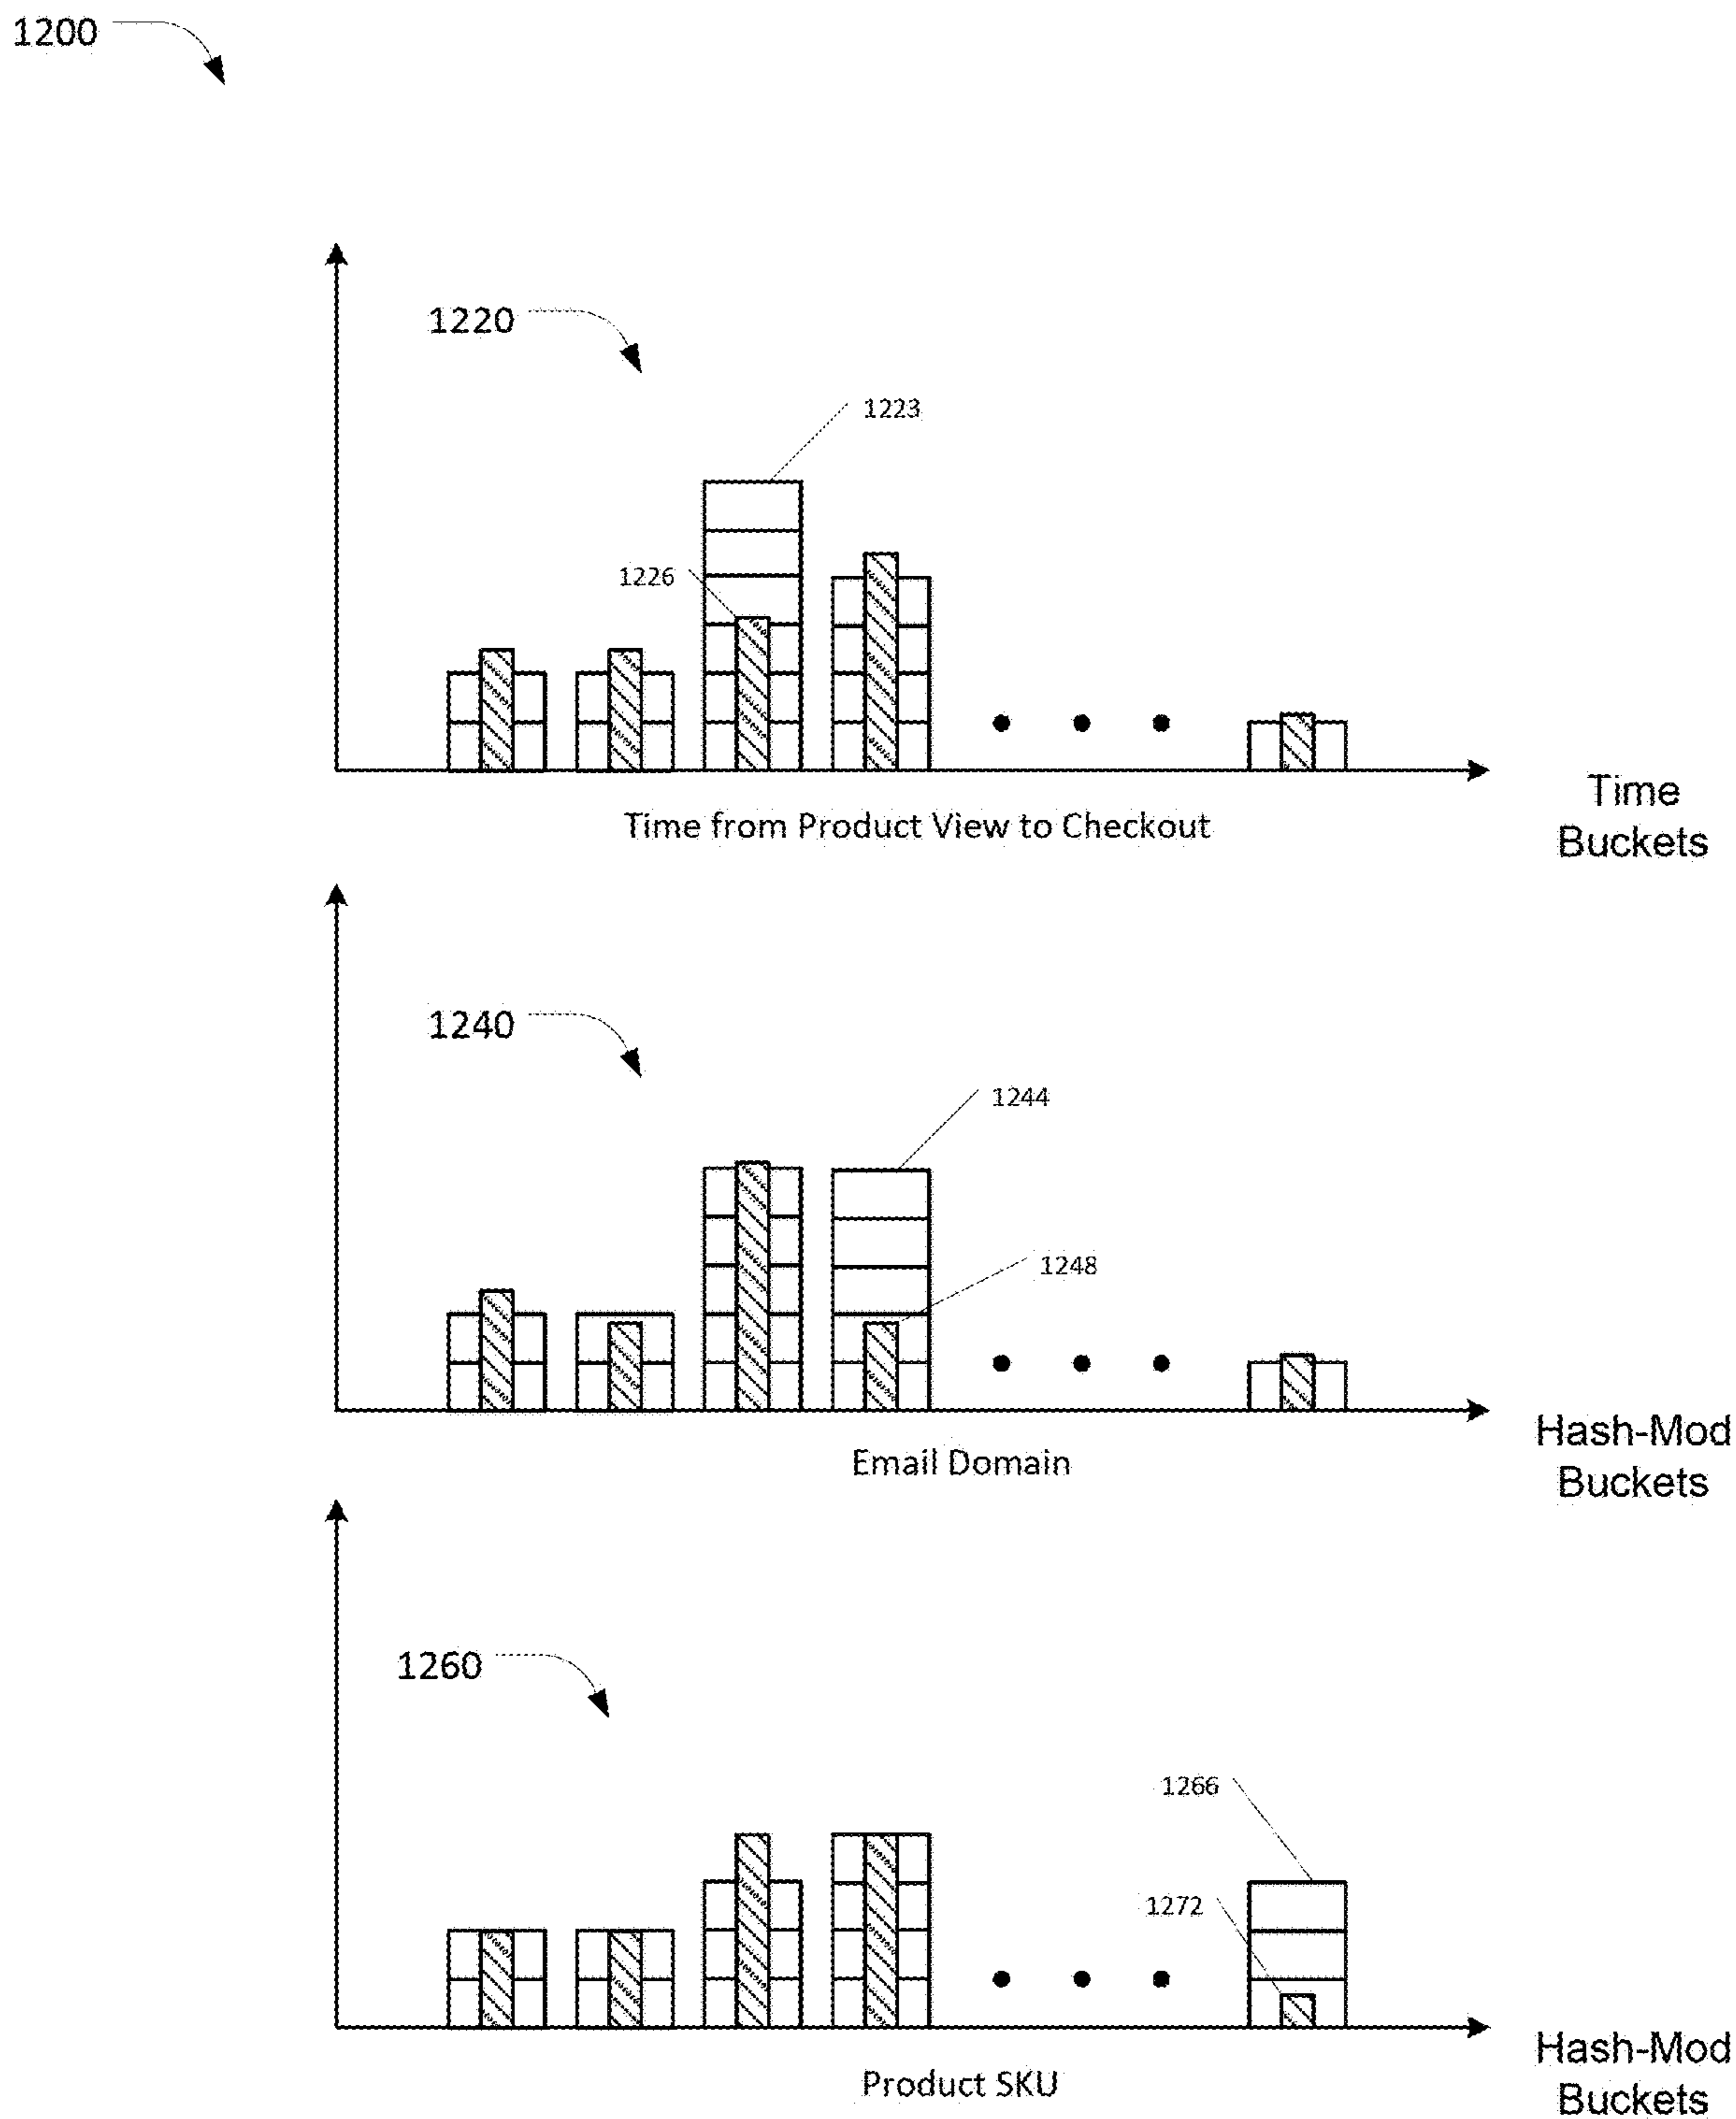 1200
1220
1223
1226
Time from Product View to Checkout
Time
Buckets
1240
1244
1248
Email Domain
Hash-Mod
Buckets
1260
1266
1272
Product SKU
Hash-Mod
Buckets